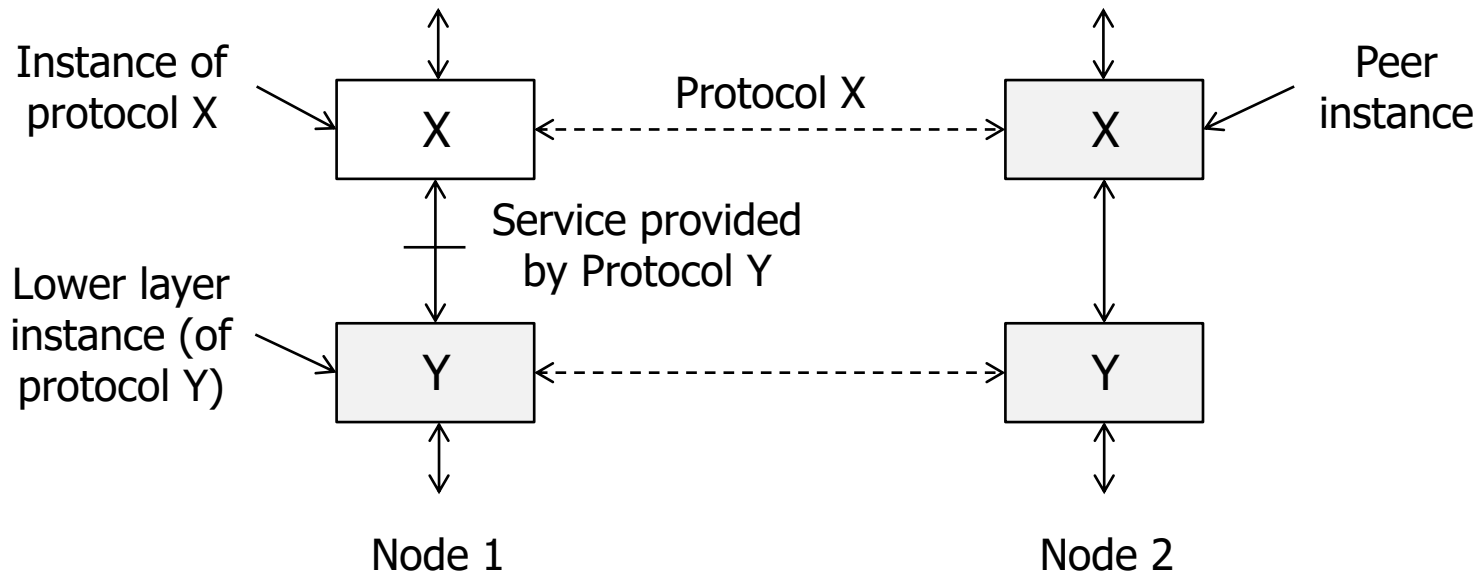 Instance of
protocol X
X
Protocol X
X
Peer
instance
Service provided
by Protocol Y
Lower layer
instance (of
protocol Y)
Y
Y
Node 1
Node 2